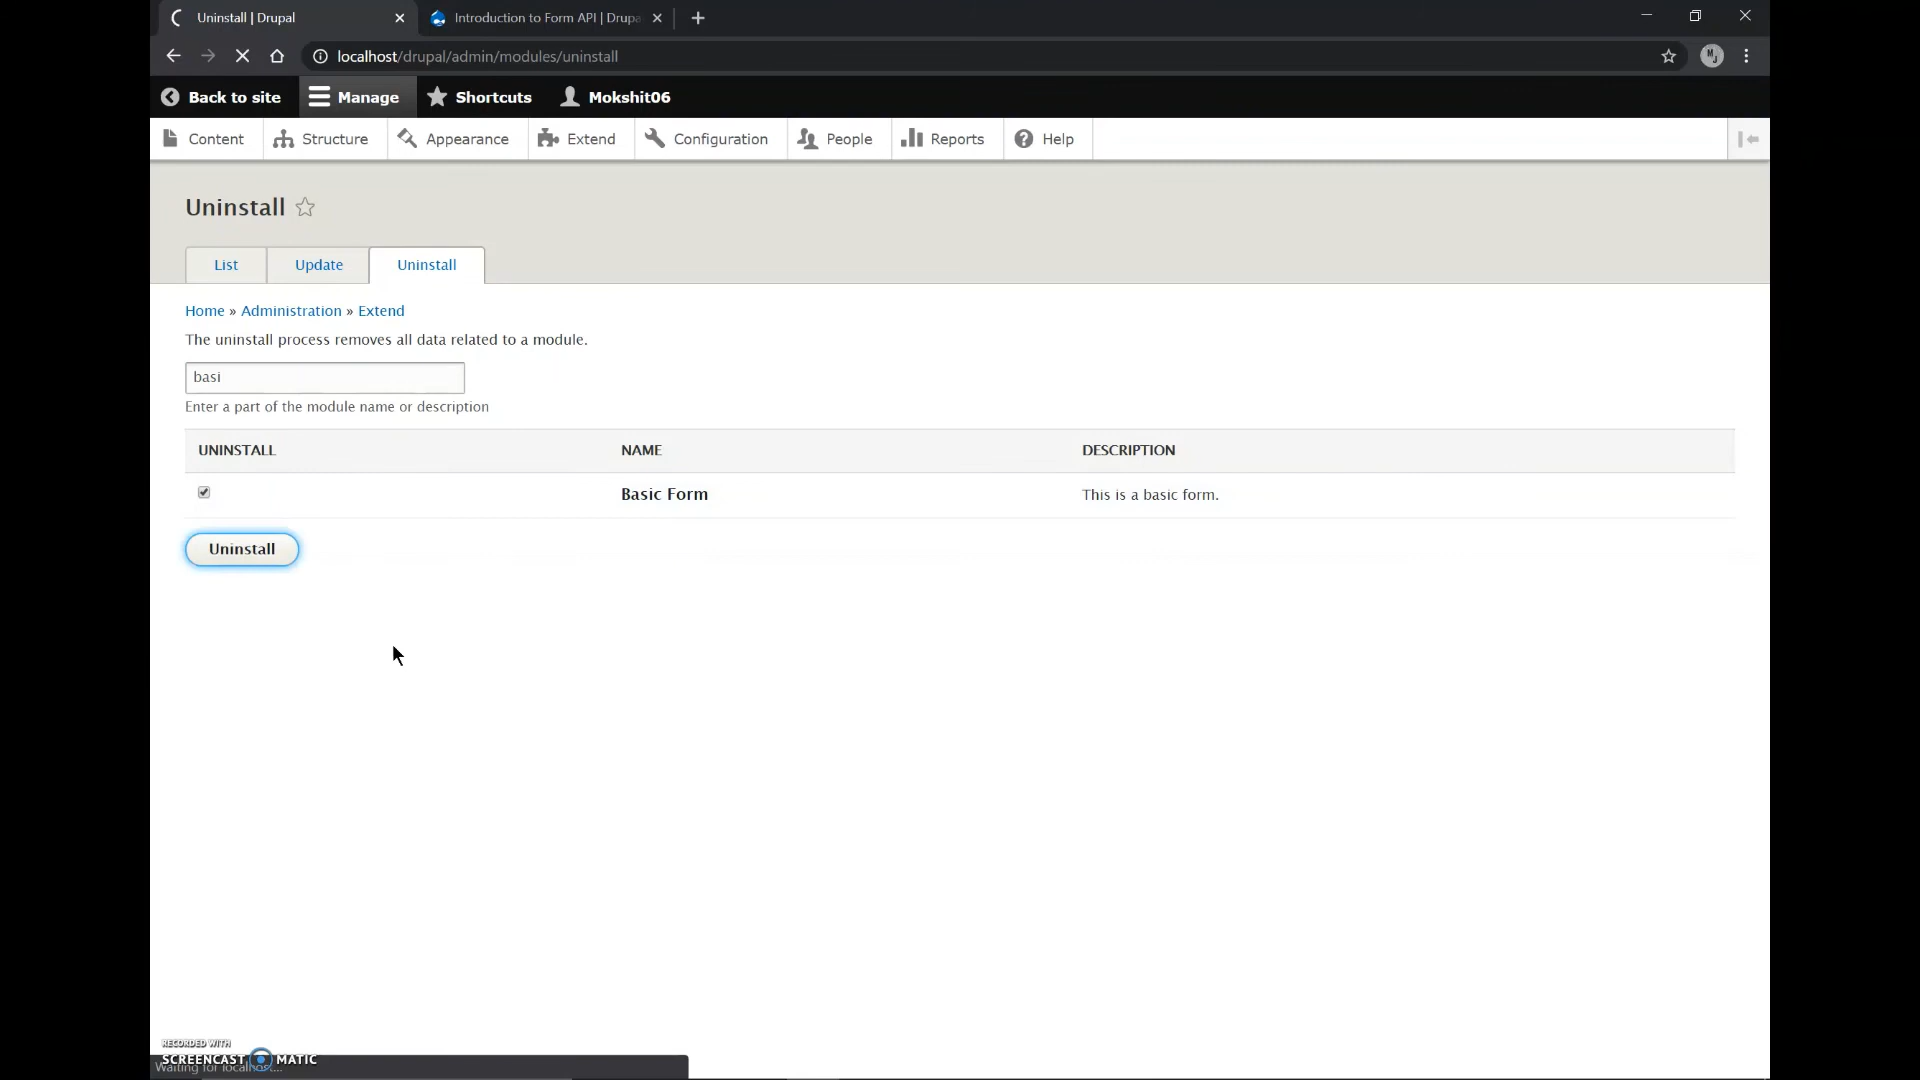 Uninstall | Drupal
Introduction to Form API | Drupa
localhost/drupal/admin/modules/uninstall
Back to site
Manage
Shortcuts
Mokshit06
Content
Structure
Appearance
Extend
Configuration
People
Reports
Help
Uninstall
List
Update
Uninstall
Home » Administration » Extend
The uninstall process removes all data related to a module.
basi
Enter a part of the module name or description
UNINSTALL
NAME
DESCRIPTION
Basic Form
This is a basic form.
Uninstall
RECORDED WITH
SCREENCAST MATIC
Waiting for localhost...